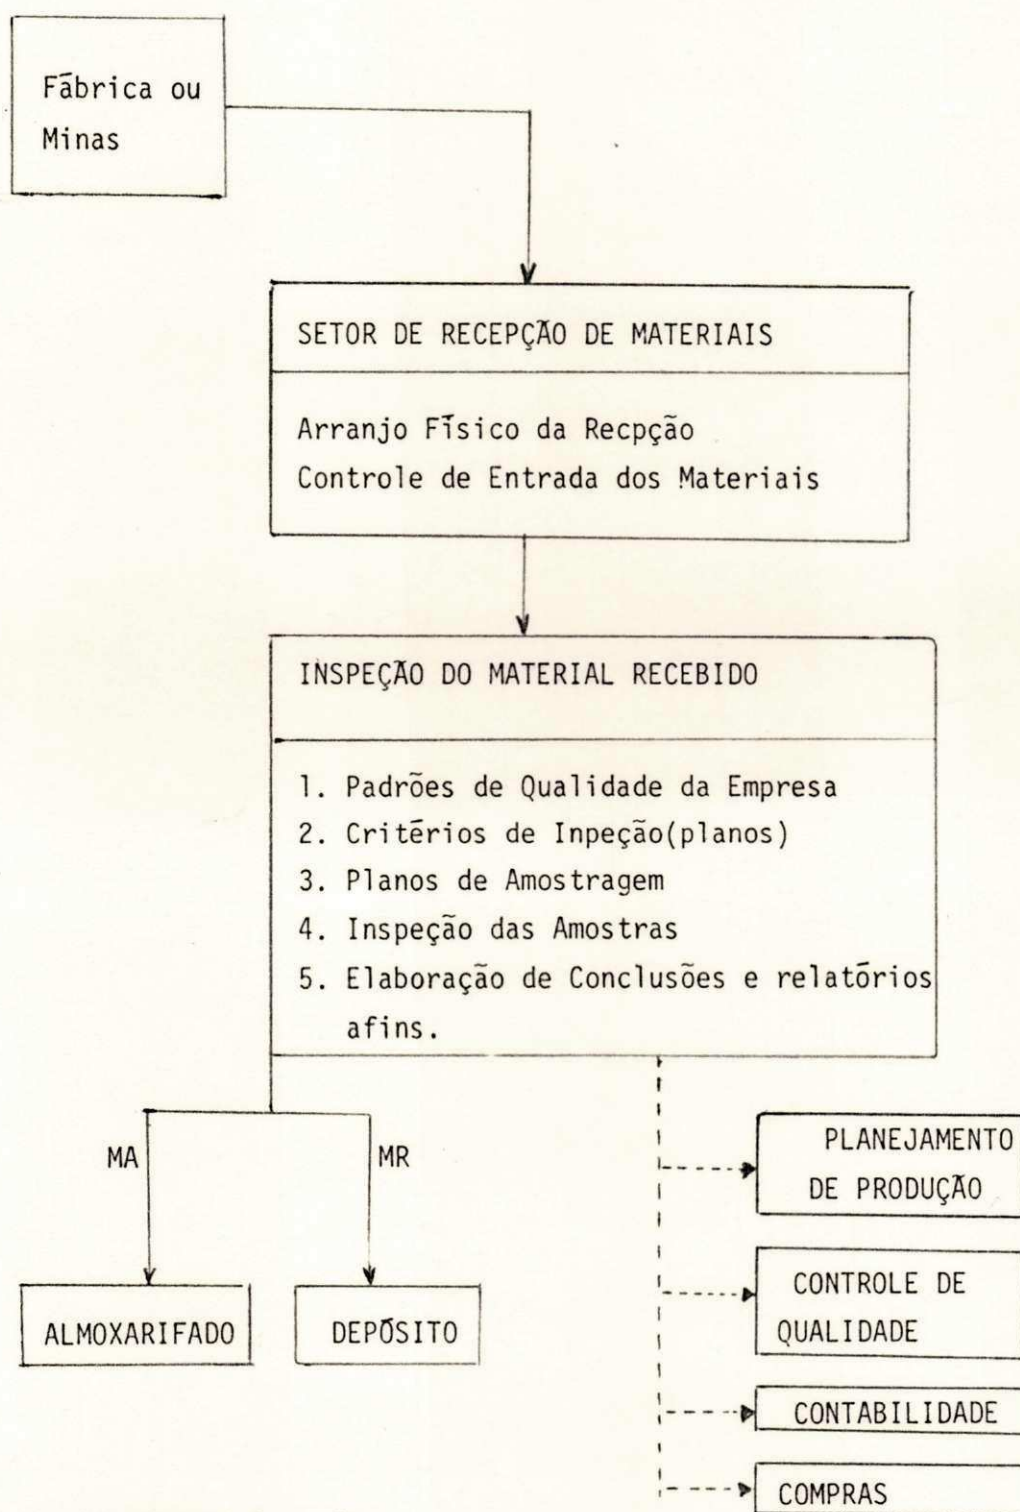 Fábrica ou
Minas
SETOR DE RECEPÇÃO DE MATERIAIS
Arranjo Físico da Recpção
Controle de Entrada dos Materiais
INSPEÇÃO DO MATERIAL RECEBIDO
1. Padrões de Qualidade da Empresa
2. Critérios de Inpeção(planos)
3. Planos de Amostragem
4. Inspeção das Amostras
5. Elaboração de Conclusões e relatórios
afins.
MA
MR
ALMOXARIFADO
DEPÓSITO
PLANEJAMENTO
DE PRODUÇÃO
CONTROLE DE
QUALIDADE
CONTABILIDADE
COMPRAS